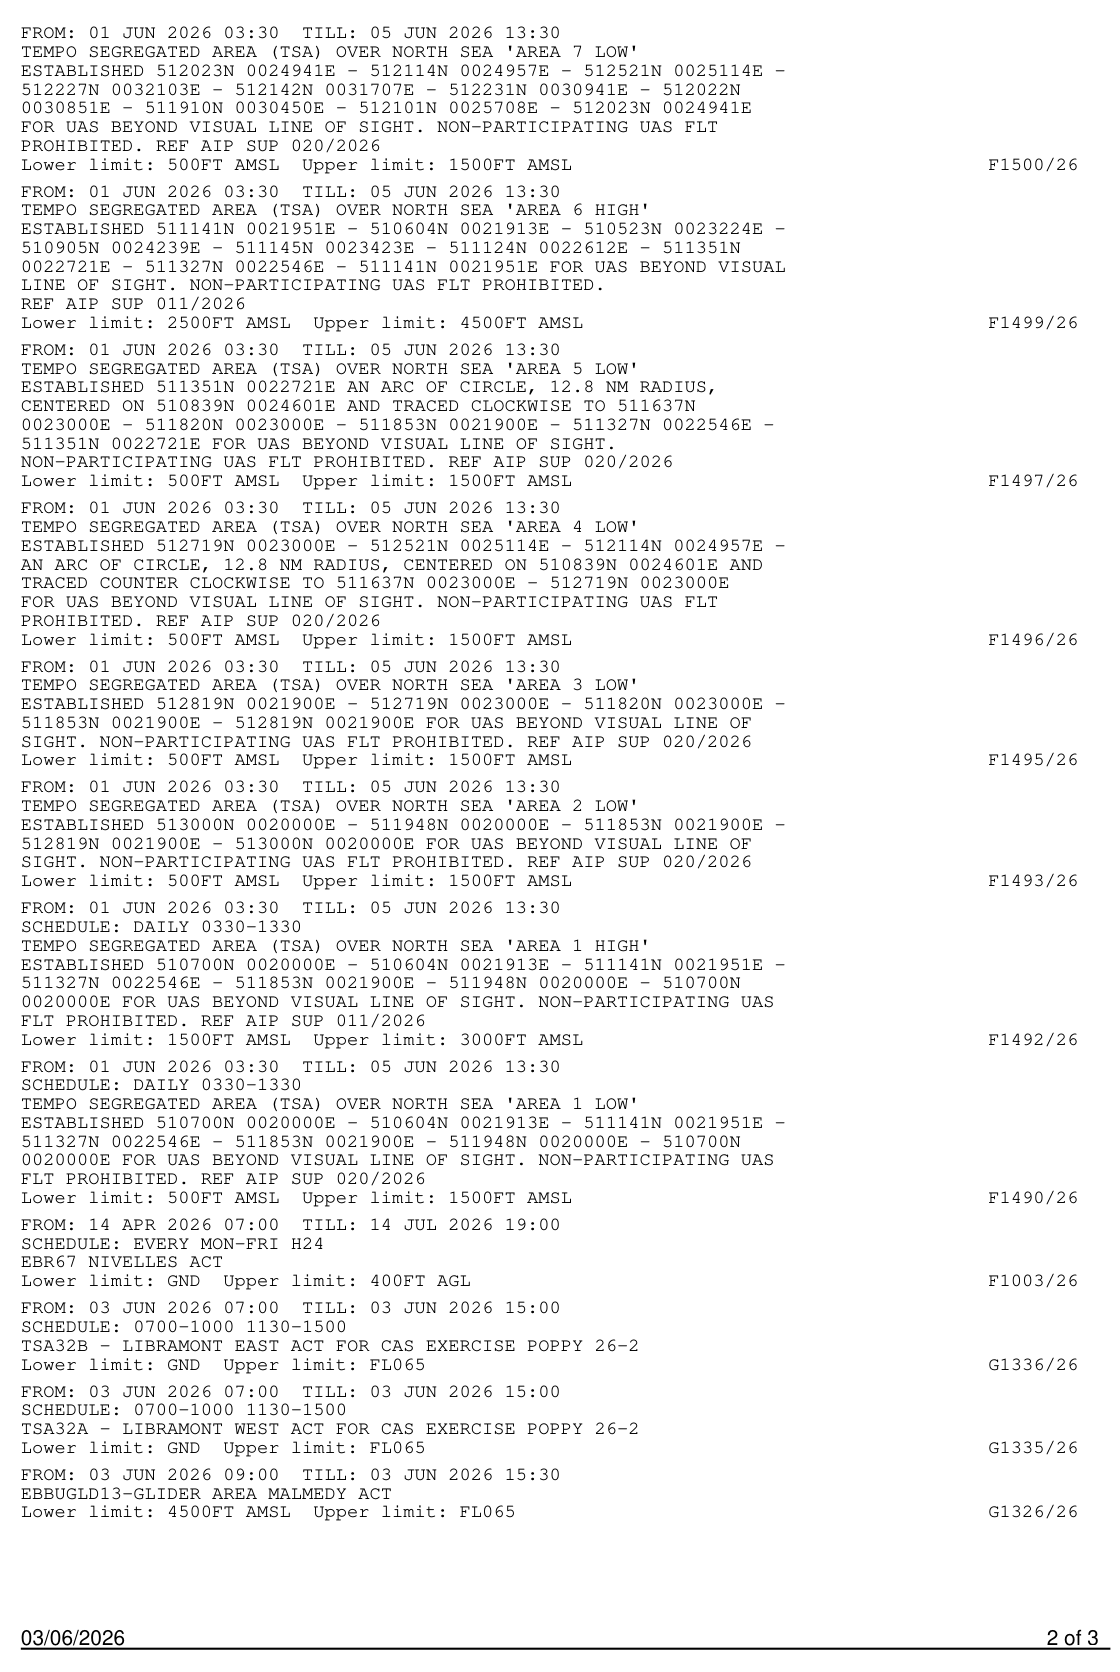 FROM: 01 JUN 2026 03:30  TILL: 05 JUN 2026 13:30
TEMPO SEGREGATED AREA (TSA) OVER NORTH SEA 'AREA 7 LOW'
ESTABLISHED 512023N 0024941E - 512114N 0024957E - 512521N 0025114E -
512227N 0032103E - 512142N 0031707E - 512231N 0030941E - 512022N
0030851E - 511910N 0030450E - 512101N 0025708E - 512023N 0024941E
FOR UAS BEYOND VISUAL LINE OF SIGHT. NON-PARTICIPATING UAS FLT
PROHIBITED. REF AIP SUP 020/2026
Lower limit: 500FT AMSL  Upper limit: 1500FT AMSL F1500/26
FROM: 01 JUN 2026 03:30  TILL: 05 JUN 2026 13:30
TEMPO SEGREGATED AREA (TSA) OVER NORTH SEA 'AREA 6 HIGH'
ESTABLISHED 511141N 0021951E - 510604N 0021913E - 510523N 0023224E -
510905N 0024239E - 511145N 0023423E - 511124N 0022612E - 511351N
0022721E - 511327N 0022546E - 511141N 0021951E FOR UAS BEYOND VISUAL
LINE OF SIGHT. NON-PARTICIPATING UAS FLT PROHIBITED.
REF AIP SUP 011/2026
Lower limit: 2500FT AMSL  Upper limit: 4500FT AMSL F1499/26
FROM: 01 JUN 2026 03:30  TILL: 05 JUN 2026 13:30
TEMPO SEGREGATED AREA (TSA) OVER NORTH SEA 'AREA 5 LOW'
ESTABLISHED 511351N 0022721E AN ARC OF CIRCLE, 12.8 NM RADIUS,
CENTERED ON 510839N 0024601E AND TRACED CLOCKWISE TO 511637N
0023000E - 511820N 0023000E - 511853N 0021900E - 511327N 0022546E -
511351N 0022721E FOR UAS BEYOND VISUAL LINE OF SIGHT.
NON-PARTICIPATING UAS FLT PROHIBITED. REF AIP SUP 020/2026
Lower limit: 500FT AMSL  Upper limit: 1500FT AMSL F1497/26
FROM: 01 JUN 2026 03:30  TILL: 05 JUN 2026 13:30
TEMPO SEGREGATED AREA (TSA) OVER NORTH SEA 'AREA 4 LOW'
ESTABLISHED 512719N 0023000E - 512521N 0025114E - 512114N 0024957E -
AN ARC OF CIRCLE, 12.8 NM RADIUS, CENTERED ON 510839N 0024601E AND
TRACED COUNTER CLOCKWISE TO 511637N 0023000E - 512719N 0023000E
FOR UAS BEYOND VISUAL LINE OF SIGHT. NON-PARTICIPATING UAS FLT
PROHIBITED. REF AIP SUP 020/2026
Lower limit: 500FT AMSL  Upper limit: 1500FT AMSL F1496/26
FROM: 01 JUN 2026 03:30  TILL: 05 JUN 2026 13:30
TEMPO SEGREGATED AREA (TSA) OVER NORTH SEA 'AREA 3 LOW'
ESTABLISHED 512819N 0021900E - 512719N 0023000E - 511820N 0023000E -
511853N 0021900E - 512819N 0021900E FOR UAS BEYOND VISUAL LINE OF
SIGHT. NON-PARTICIPATING UAS FLT PROHIBITED. REF AIP SUP 020/2026
Lower limit: 500FT AMSL  Upper limit: 1500FT AMSL F1495/26
FROM: 01 JUN 2026 03:30  TILL: 05 JUN 2026 13:30
TEMPO SEGREGATED AREA (TSA) OVER NORTH SEA 'AREA 2 LOW'
ESTABLISHED 513000N 0020000E - 511948N 0020000E - 511853N 0021900E -
512819N 0021900E - 513000N 0020000E FOR UAS BEYOND VISUAL LINE OF
SIGHT. NON-PARTICIPATING UAS FLT PROHIBITED. REF AIP SUP 020/2026
Lower limit: 500FT AMSL  Upper limit: 1500FT AMSL F1493/26
FROM: 01 JUN 2026 03:30  TILL: 05 JUN 2026 13:30
SCHEDULE: DAILY 0330-1330
TEMPO SEGREGATED AREA (TSA) OVER NORTH SEA 'AREA 1 HIGH'
ESTABLISHED 510700N 0020000E - 510604N 0021913E - 511141N 0021951E -
511327N 0022546E - 511853N 0021900E - 511948N 0020000E - 510700N
0020000E FOR UAS BEYOND VISUAL LINE OF SIGHT. NON-PARTICIPATING UAS
FLT PROHIBITED. REF AIP SUP 011/2026
Lower limit: 1500FT AMSL  Upper limit: 3000FT AMSL F1492/26
FROM: 01 JUN 2026 03:30  TILL: 05 JUN 2026 13:30
SCHEDULE: DAILY 0330-1330
TEMPO SEGREGATED AREA (TSA) OVER NORTH SEA 'AREA 1 LOW'
ESTABLISHED 510700N 0020000E - 510604N 0021913E - 511141N 0021951E -
511327N 0022546E - 511853N 0021900E - 511948N 0020000E - 510700N
0020000E FOR UAS BEYOND VISUAL LINE OF SIGHT. NON-PARTICIPATING UAS
FLT PROHIBITED. REF AIP SUP 020/2026
Lower limit: 500FT AMSL  Upper limit: 1500FT AMSL F1490/26
FROM: 14 APR 2026 07:00  TILL: 14 JUL 2026 19:00
SCHEDULE: EVERY MON-FRI H24
EBR67 NIVELLES ACT
Lower limit: GND  Upper limit: 400FT AGL F1003/26
FROM: 03 JUN 2026 07:00  TILL: 03 JUN 2026 15:00
SCHEDULE: 0700-1000 1130-1500
TSA32B - LIBRAMONT EAST ACT FOR CAS EXERCISE POPPY 26-2
Lower limit: GND  Upper limit: FL065 G1336/26
FROM: 03 JUN 2026 07:00  TILL: 03 JUN 2026 15:00
SCHEDULE: 0700-1000 1130-1500
TSA32A - LIBRAMONT WEST ACT FOR CAS EXERCISE POPPY 26-2
Lower limit: GND  Upper limit: FL065 G1335/26
FROM: 03 JUN 2026 09:00  TILL: 03 JUN 2026 15:30
EBBUGLD13-GLIDER AREA MALMEDY ACT
Lower limit: 4500FT AMSL  Upper limit: FL065 G1326/26
03/06/2026 2 of 3